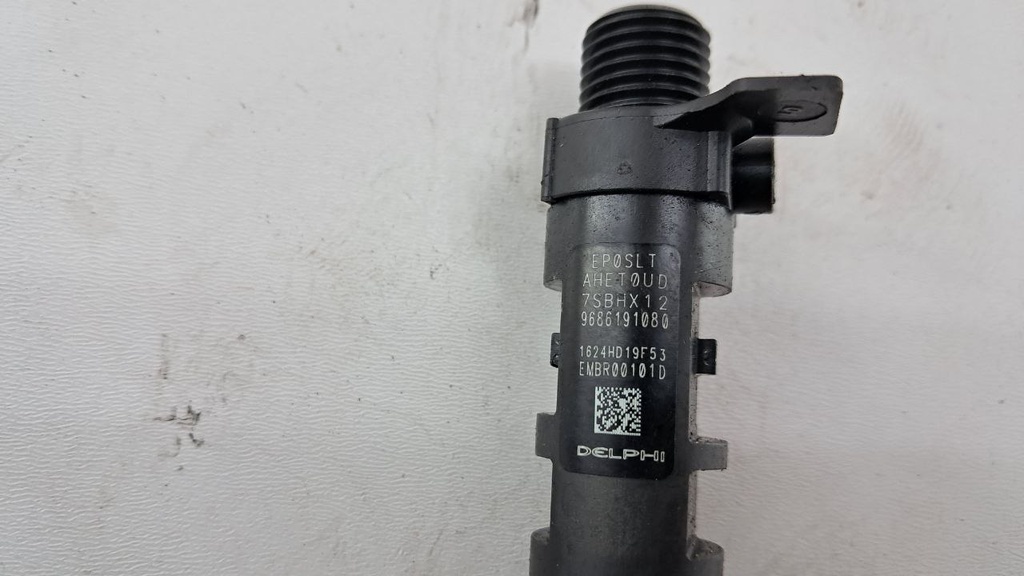 EP0SLT
AHET0UD
7SBHX12
9686191080
1624HD19F53
EMBR00101D
DELPHI